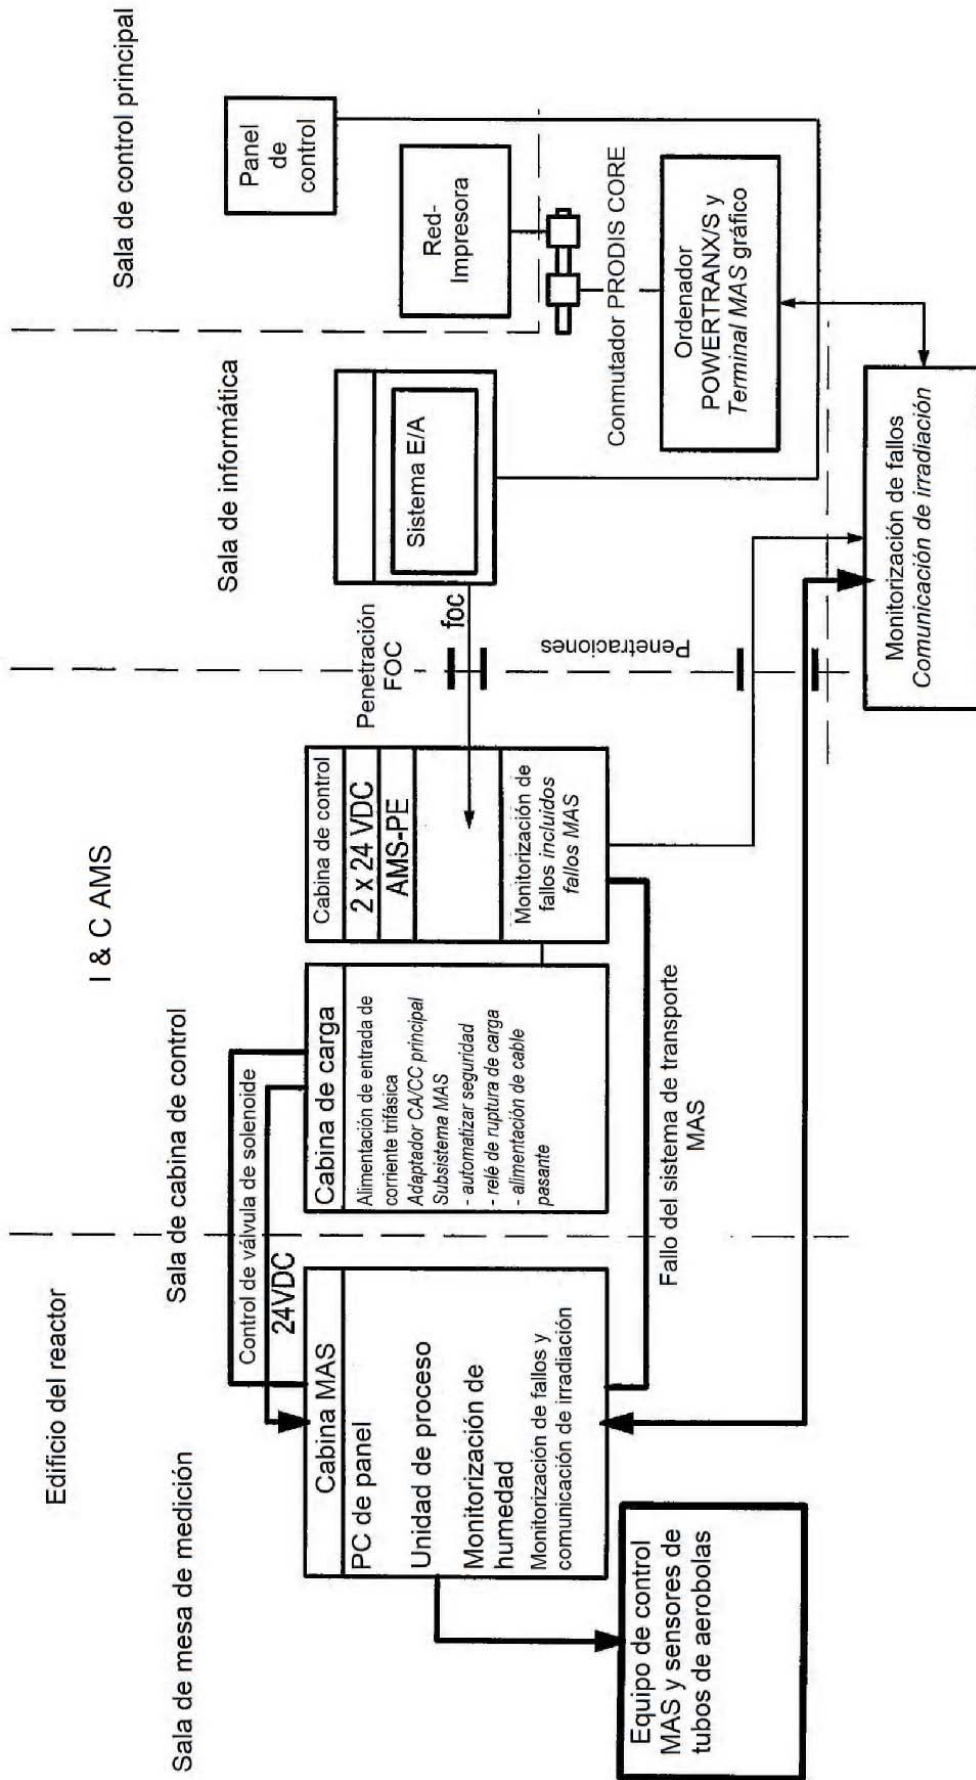 Edificio del reactor
I & C AMS
Sala de mesa de medición
Sala de cabina de control
Sala de informática
Sala de control principal
Control de válvula de solenoide
24VDC
Cabina MAS
PC de panel
Unidad de proceso
Monitorización de
humedad
Monitorización de fallos y
comunicación de irradiación
Equipo de control
MAS y sensores de
tubos de aerobolas
Cabina de carga
Alimentación de entrada de
corriente trifásica
Adaptador CA/CC principal
Subsistema MAS
- automatizar seguridad
- relé de ruptura de carga
- alimentación de cable
pasante
Cabina de control
2 x 24 VDC
AMS-PE
Monitorización de
fallos incluidos
fallos MAS
Fallo del sistema de transporte
MAS
Penetración
FOC
foc
Penetraciones
Sistema E/A
Panel
de
control
Red-
Impresora
Conmutador PRODIS CORE
Ordenador
POWERTRANX/S y
Terminal MAS gráfico
Monitorización de fallos
Comunicación de irradiación